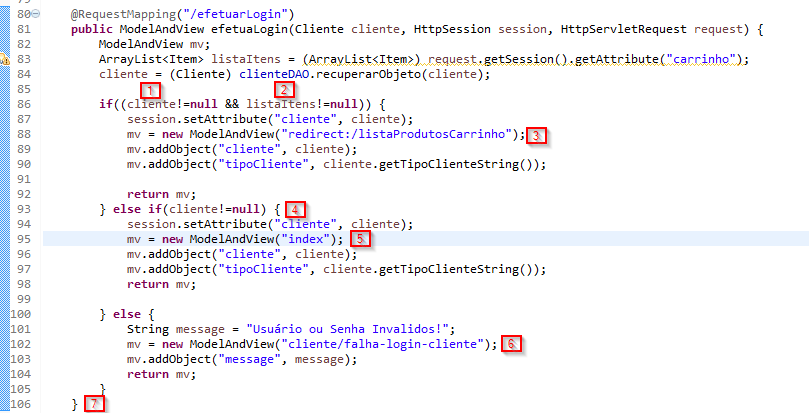 80 @RequestMapping("/efetuarLogin")
81 public ModelAndView efetuaLogin(Cliente cliente, HttpSession session, HttpServletRequest request) {
82 ModelAndView mv;
83 ArrayList<Item> listaItens = (ArrayList<Item>) request.getSession().getAttribute("carrinho");
84 cliente = (Cliente) clienteDAO.recuperarObjeto(cliente);
85 1 2
86 if((cliente!=null && listaItens!=null)) {
87 session.setAttribute("cliente", cliente);
88 mv = new ModelAndView("redirect:/listaProdutosCarrinho"); 3
89 mv.addObject("cliente", cliente);
90 mv.addObject("tipoCliente", cliente.getTipoClienteString());
91
92 return mv;
93 } else if(cliente!=null) { 4
94 session.setAttribute("cliente", cliente);
95 mv = new ModelAndView("index"); 5
96 mv.addObject("cliente", cliente);
97 mv.addObject("tipoCliente", cliente.getTipoClienteString());
98 return mv;
99
100 } else {
101 String message = "Usuário ou Senha Invalidos!";
102 mv = new ModelAndView("cliente/falha-login-cliente"); 6
103 mv.addObject("message", message);
104 return mv;
105 }
106 } 7